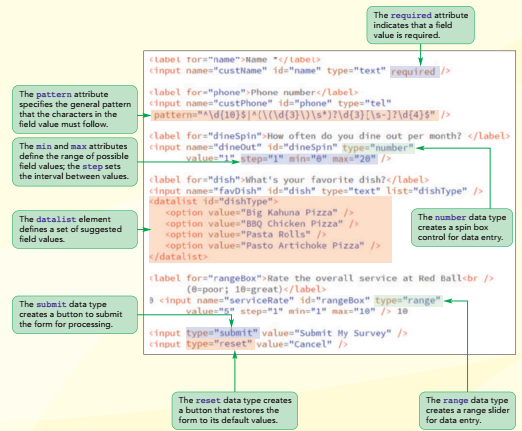 The required attribute
indicates that a field
value is required.
<label for="name">Name *</label>
<input name="custName" id="name" type="text" required />
<label for="phone">Phone number</label>
<input name="custPhone" id="phone" type="tel"
pattern="^\d{10}$|^(\(\d{3}\)\s*)?\d{3}[\s-]?\d{4}$" />
The pattern attribute
specifies the general pattern
that the characters in the
field value must follow.
<label for="dineSpin">How often do you dine out per month? </label>
<input name="dineOut" id="dineSpin" type="number"
value="1" step="1" min="0" max="20" />
The min and max attributes
define the range of possible
field values; the step sets
the interval between values.
<label for="dish">What's your favorite dish?</label>
<input name="favDish" id="dish" type="text" list="dishType" />
<datalist id="dishType">
<option value="Big Kahuna Pizza" />
<option value="BBQ Chicken Pizza" />
<option value="Pasta Rolls" />
<option value="Pasto Artichoke Pizza" />
</datalist>
The datalist element
defines a set of suggested
field values.
The number data type
creates a spin box
control for data entry.
<label for="rangeBox">Rate the overall service at Red Ball<br />
(0=poor; 10=great)</label>
0 <input name="serviceRate" id="rangeBox" type="range"
value="5" step="1" min="1" max="10" /> 10
The submit data type
creates a button to submit
the form for processing.
<input type="submit" value="Submit My Survey" />
<input type="reset" value="Cancel" />
The reset data type creates
a button that restores the
form to its default values.
The range data type
creates a range slider
for data entry.